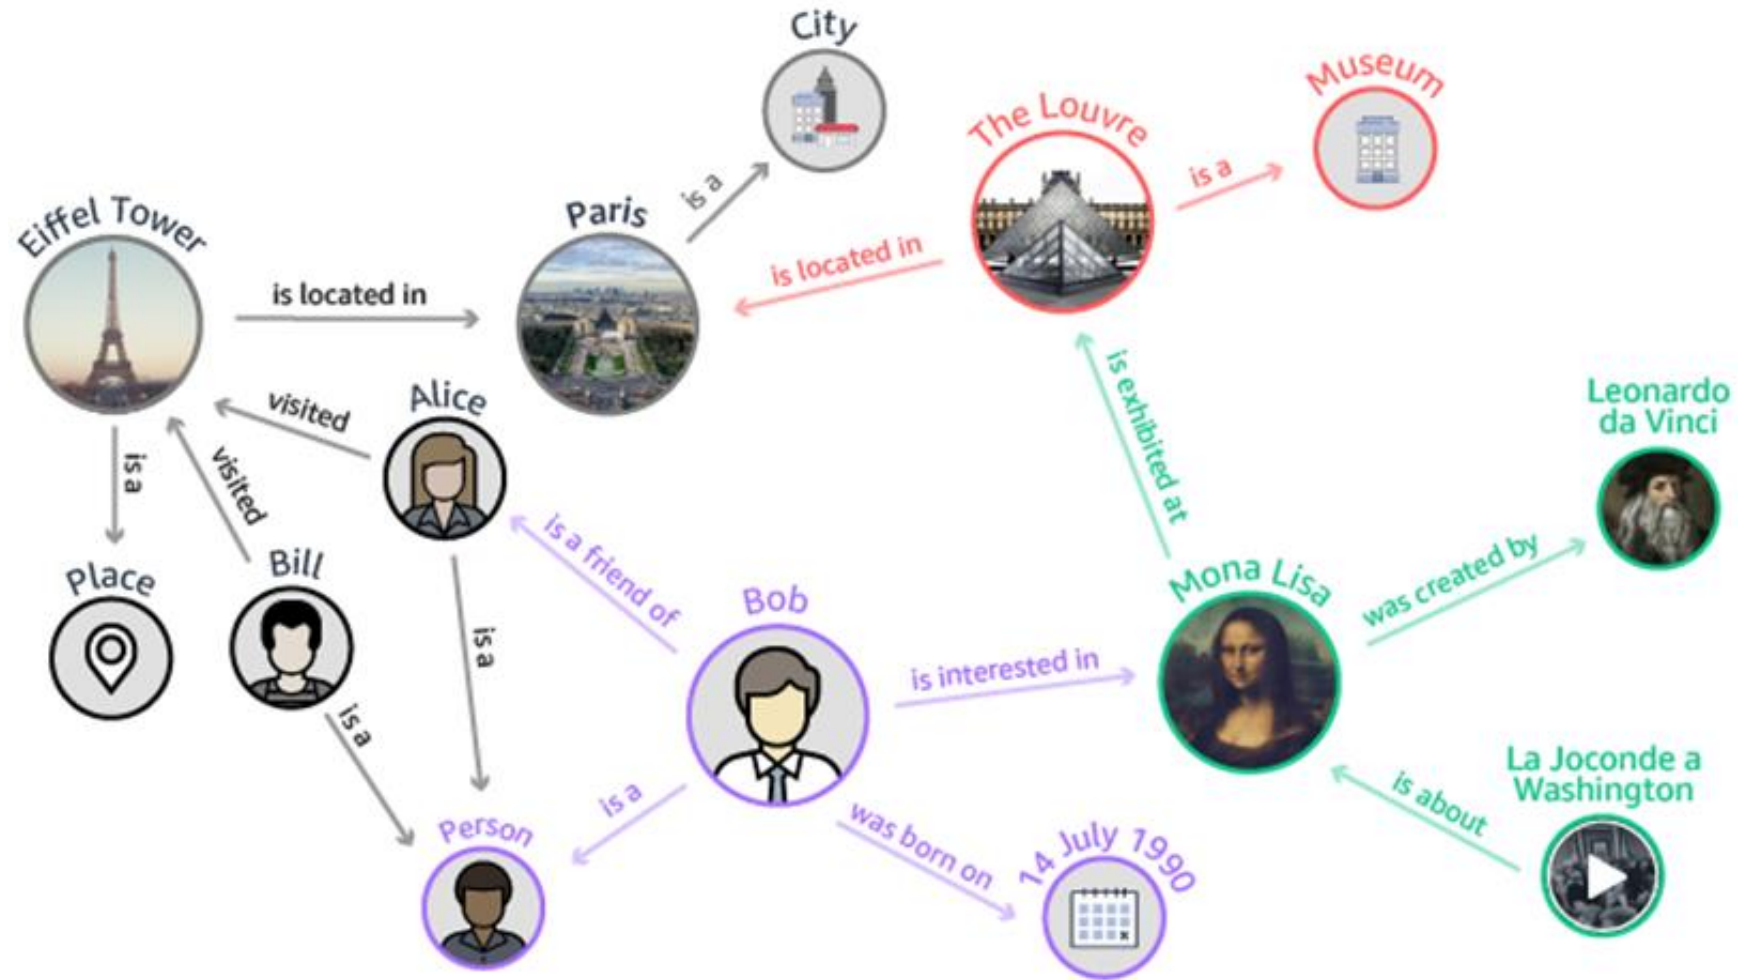 City
Museum
The Louvre
is a
is a
Eiffel Tower
Paris
is located in
is located in
is exhibited at
Leonardo
da Vinci
visited
Alice
is a
visited
is a friend of
was created by
Place
Bill
Bob
Mona Lisa
is a
is interested in
is a
La Joconde a
Washington
is a
is about
Person
was born on
14 July 1990